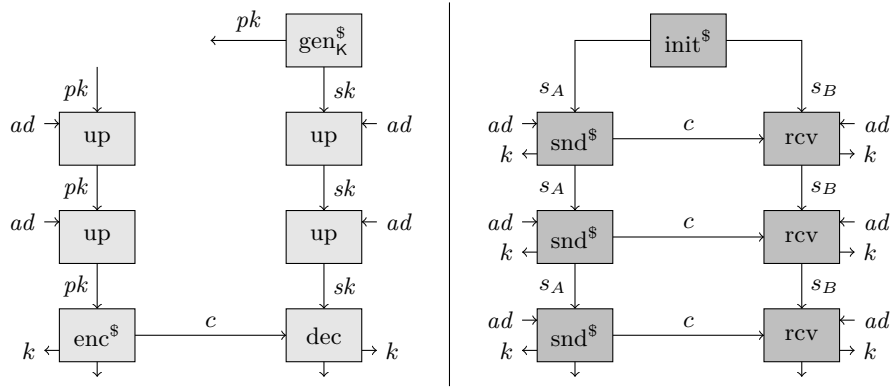 pk gen$K init$
pk sk sA sB
ad up up ad ad k snd$ c rcv ad k
pk sk sA sB
ad up up ad ad k snd$ c rcv ad k
pk sk sA sB
k enc$ c dec k ad k snd$ c rcv ad k